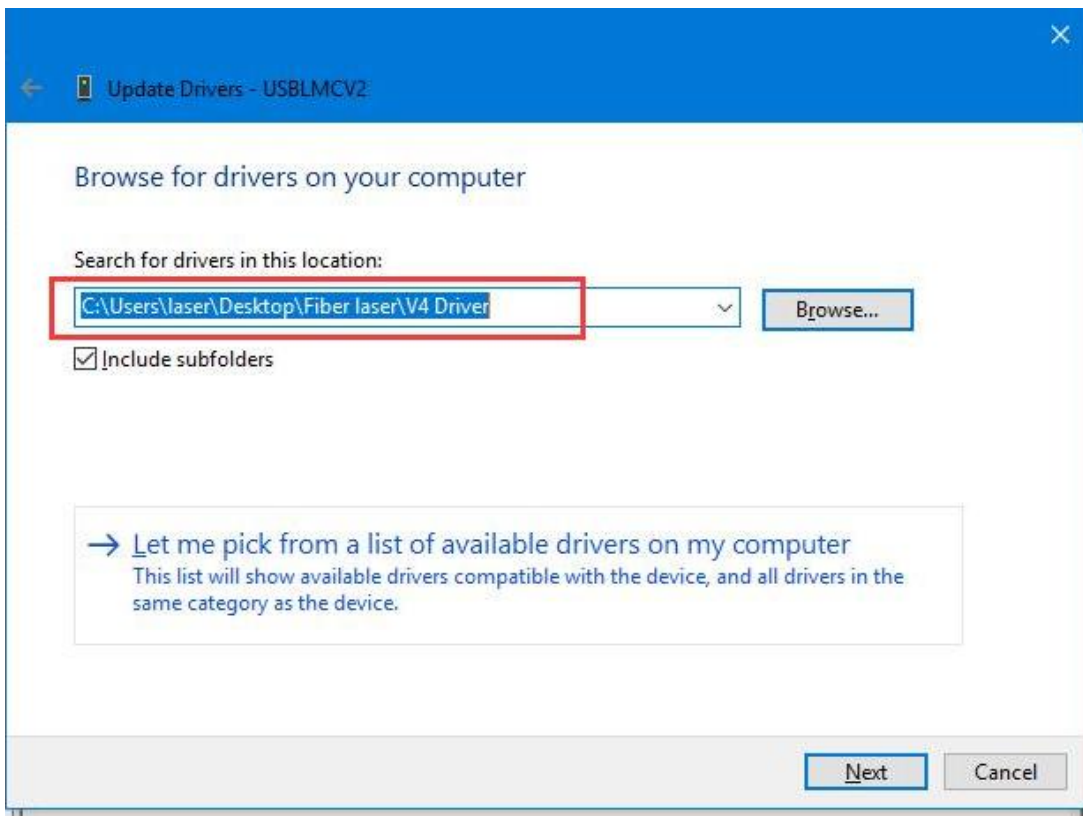 Update Drivers - USBLMCV2
Browse for drivers on your computer
Search for drivers in this location:
C:\Users\laser\Desktop\Fiber laser\V4 Driver
Browse...
Include subfolders
Let me pick from a list of available drivers on my computer
This list will show available drivers compatible with the device, and all drivers in the
same category as the device.
Next
Cancel